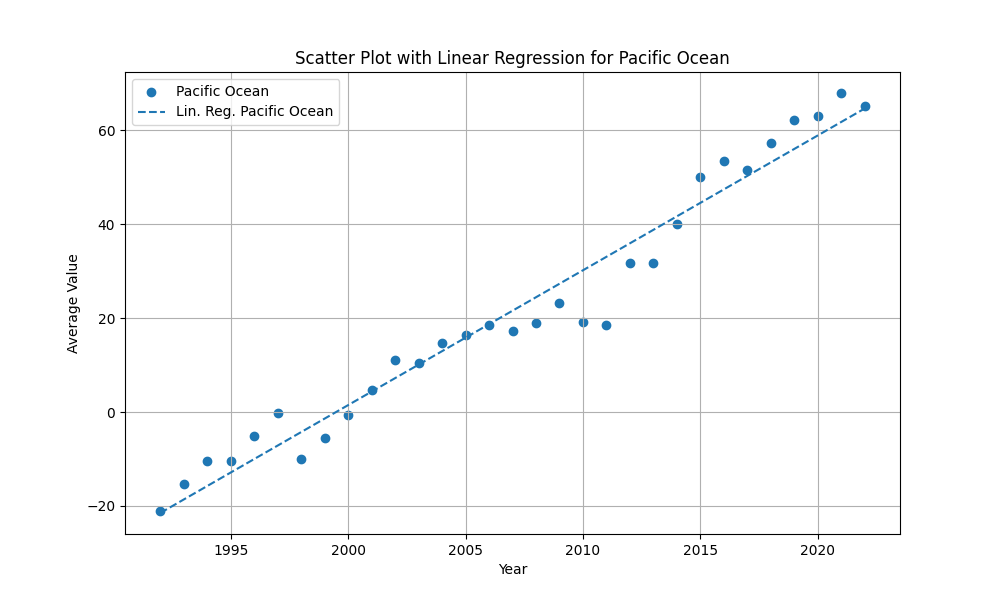 Scatter Plot with Linear Regression for Pacific Ocean
Pacific Ocean
Lin. Reg. Pacific Ocean
60
40
20
0
−20
Average Value
1995 2000 2005 2010 2015 2020
Year